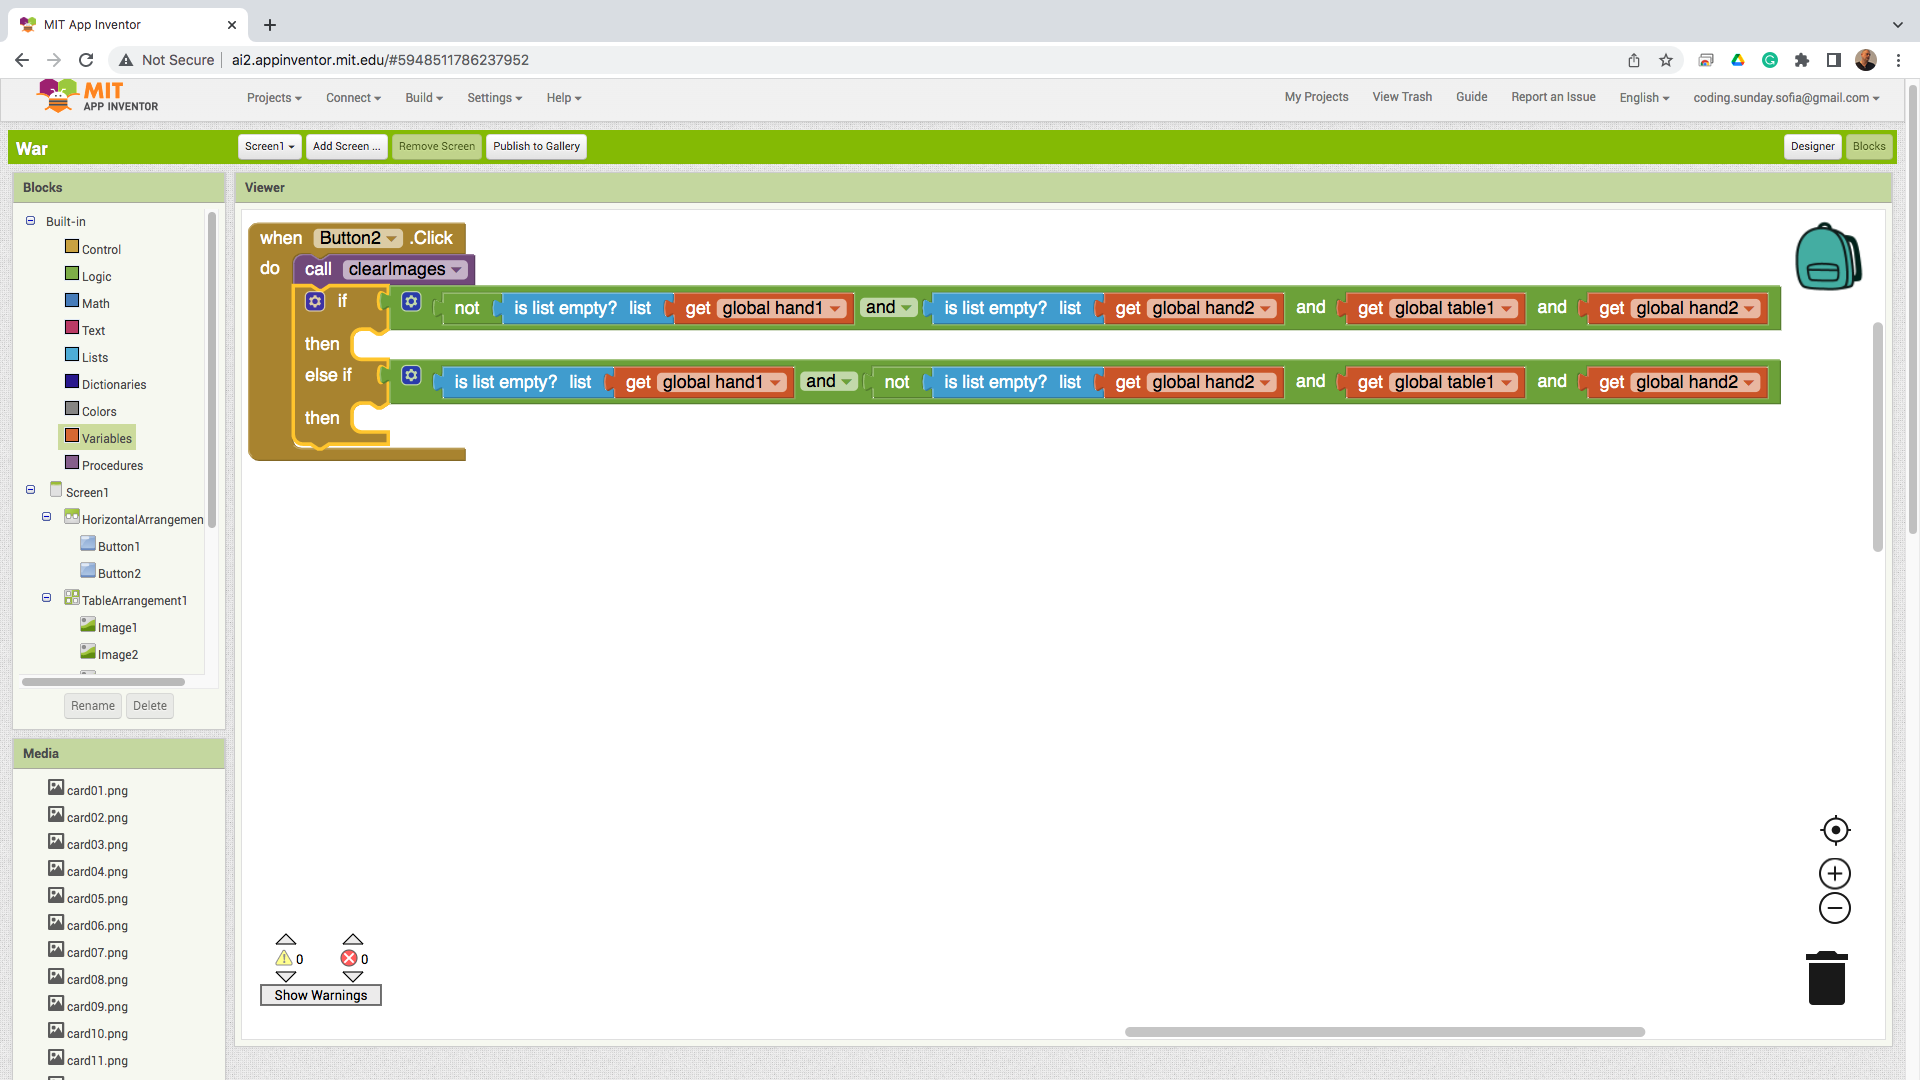 MIT App Inventor
Not Secure
ai2.appinventor.mit.edu/#5948511786237952
MIT
APP INVENTOR
Projects
Connect
Build
Settings
Help
My Projects
View Trash
Guide
Report an Issue
English
coding.sunday.sofia@gmail.com
War
Screen1
Add Screen ...
Remove Screen
Publish to Gallery
Designer
Blocks
Blocks
Built-in
Control
Logic
Math
Text
Lists
Dictionaries
Colors
Variables
Procedures
Screen1
HorizontalArrangemen
Button1
Button2
TableArrangement1
Image1
Image2
Rename
Delete
Media
card01.png
card02.png
card03.png
card04.png
card05.png
card06.png
card07.png
card08.png
card09.png
card10.png
card11.png
Viewer
when Button2 .Click
do call clearImages
if not is list empty? list get global hand1 and is list empty? list get global hand2 and get global table1 and get global hand2
then
else if is list empty? list get global hand1 and not is list empty? list get global hand2 and get global table1 and get global hand2
then
0
0
Show Warnings